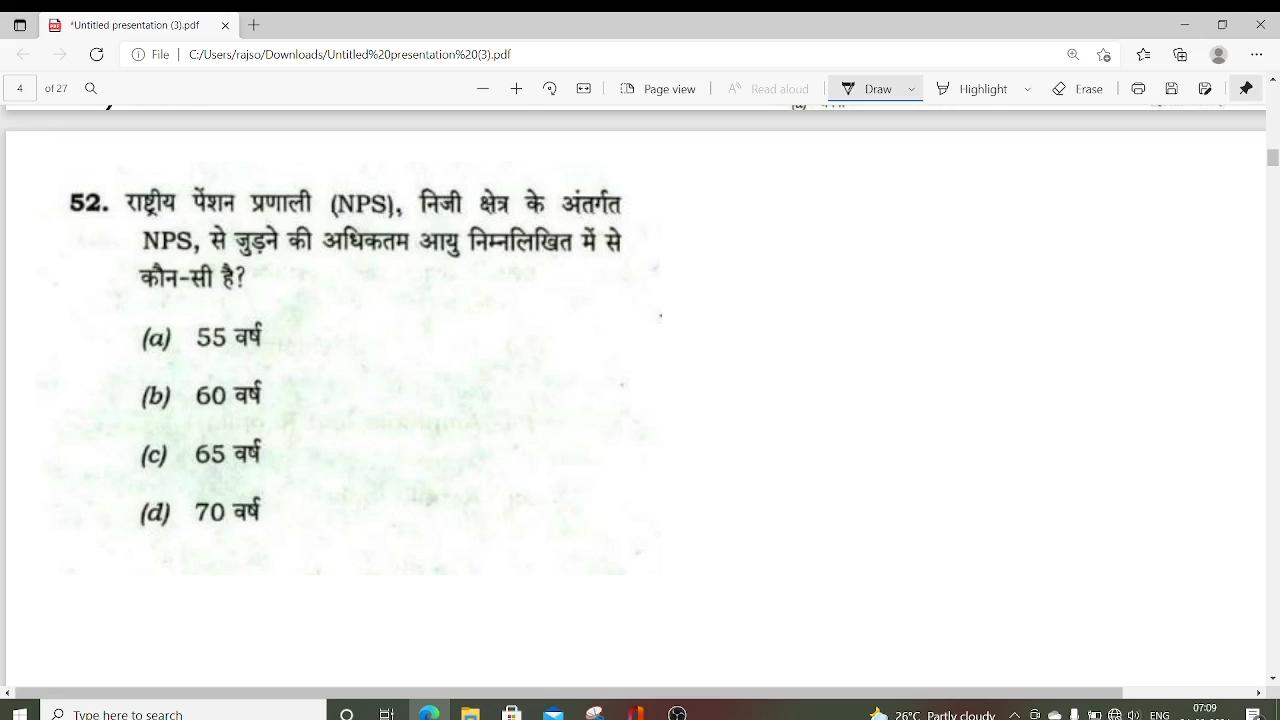 *Untitled presentation (3).pdf
File | C:/Users/rajso/Downloads/Untitled%20presentation%20(3).pdf
4 of 27 Page view Read aloud Draw Highlight Erase
52. राष्ट्रीय पेंशन प्रणाली (NPS), निजी क्षेत्र के अंतर्गत
NPS, से जुड़ने की अधिकतम आयु निम्नलिखित में से
कौन-सी है?
(a) 55 वर्ष
(b) 60 वर्ष
(c) 65 वर्ष
(d) 70 वर्ष
Type here to search 26°C Partly cloudy ENG 07:09